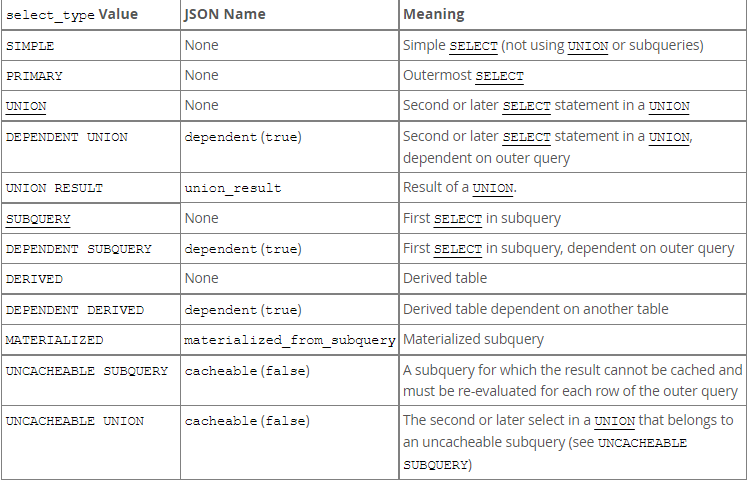 select_type Value JSON Name Meaning
SIMPLE None Simple SELECT (not using UNION or subqueries)
PRIMARY None Outermost SELECT
UNION None Second or later SELECT statement in a UNION
DEPENDENT UNION dependent (true) Second or later SELECT statement in a UNION,
dependent on outer query
UNION RESULT union_result Result of a UNION.
SUBQUERY None First SELECT in subquery
DEPENDENT SUBQUERY dependent (true) First SELECT in subquery, dependent on outer query
DERIVED None Derived table
DEPENDENT DERIVED dependent (true) Derived table dependent on another table
MATERIALIZED materialized_from_subquery Materialized subquery
UNCACHEABLE SUBQUERY cacheable (false) A subquery for which the result cannot be cached and
must be re-evaluated for each row of the outer query
UNCACHEABLE UNION cacheable (false) The second or later select in a UNION that belongs to
an uncacheable subquery (see UNCACHEABLE
SUBQUERY)